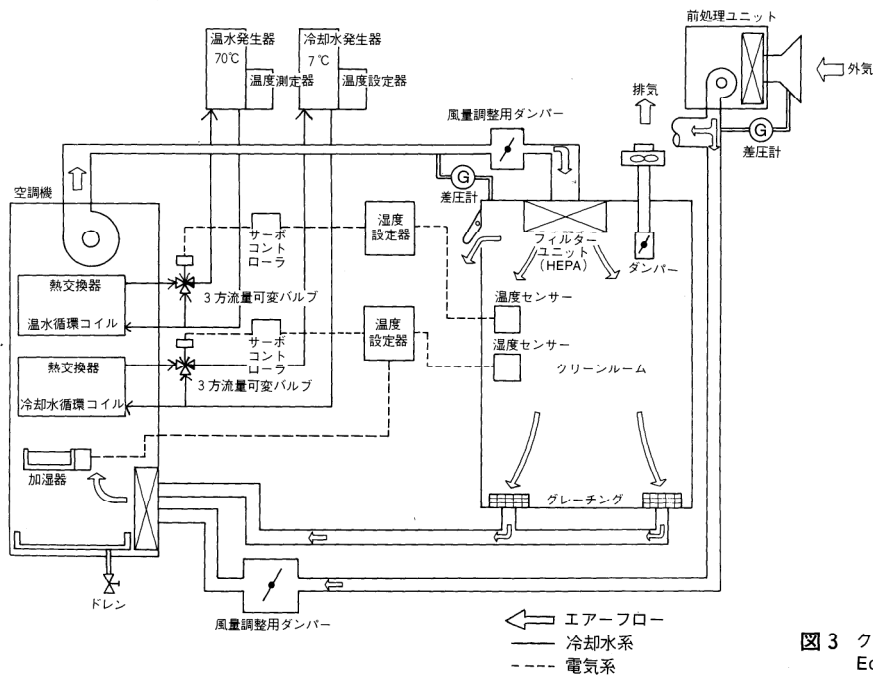 前処理ユニット
外気
G
差圧計
排気
温水発生器
70℃
温度測定器
冷却水発生器
7℃
温度設定器
風量調整用ダンパー
G
差圧計
空調機
サーボ
コント
ローラ
湿度
設定器
フィルター
ユニット
(HEPA)
ダンパー
熱交換器
3方流量可変バルブ
温水循環コイル
温度センサー
サーボ
コント
ローラ
温度
設定器
湿度センサー
熱交換器
3方流量可変バルブ
クリーンルーム
冷却水循環コイル
加湿器
グレーチング
ドレン
風量調整用ダンパー
エアーフロー
冷却水系
電気系
図3 ク
Ec